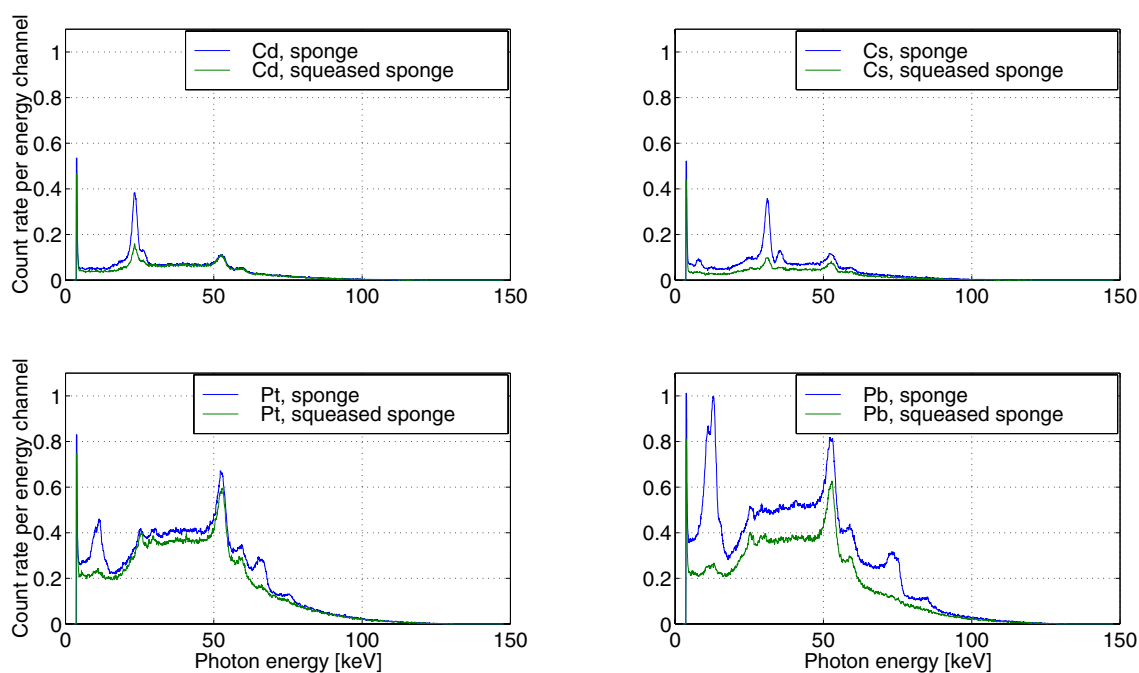 Count rate per energy channel
1
0.8
0.6
0.4
0.2
0
0 50 100 150
Cd, sponge
Cd, squeased sponge
1
0.8
0.6
0.4
0.2
0
0 50 100 150
Cs, sponge
Cs, squeased sponge
Count rate per energy channel
1
0.8
0.6
0.4
0.2
0
0 50 100 150
Photon energy [keV]
Pt, sponge
Pt, squeased sponge
1
0.8
0.6
0.4
0.2
0
0 50 100 150
Photon energy [keV]
Pb, sponge
Pb, squeased sponge